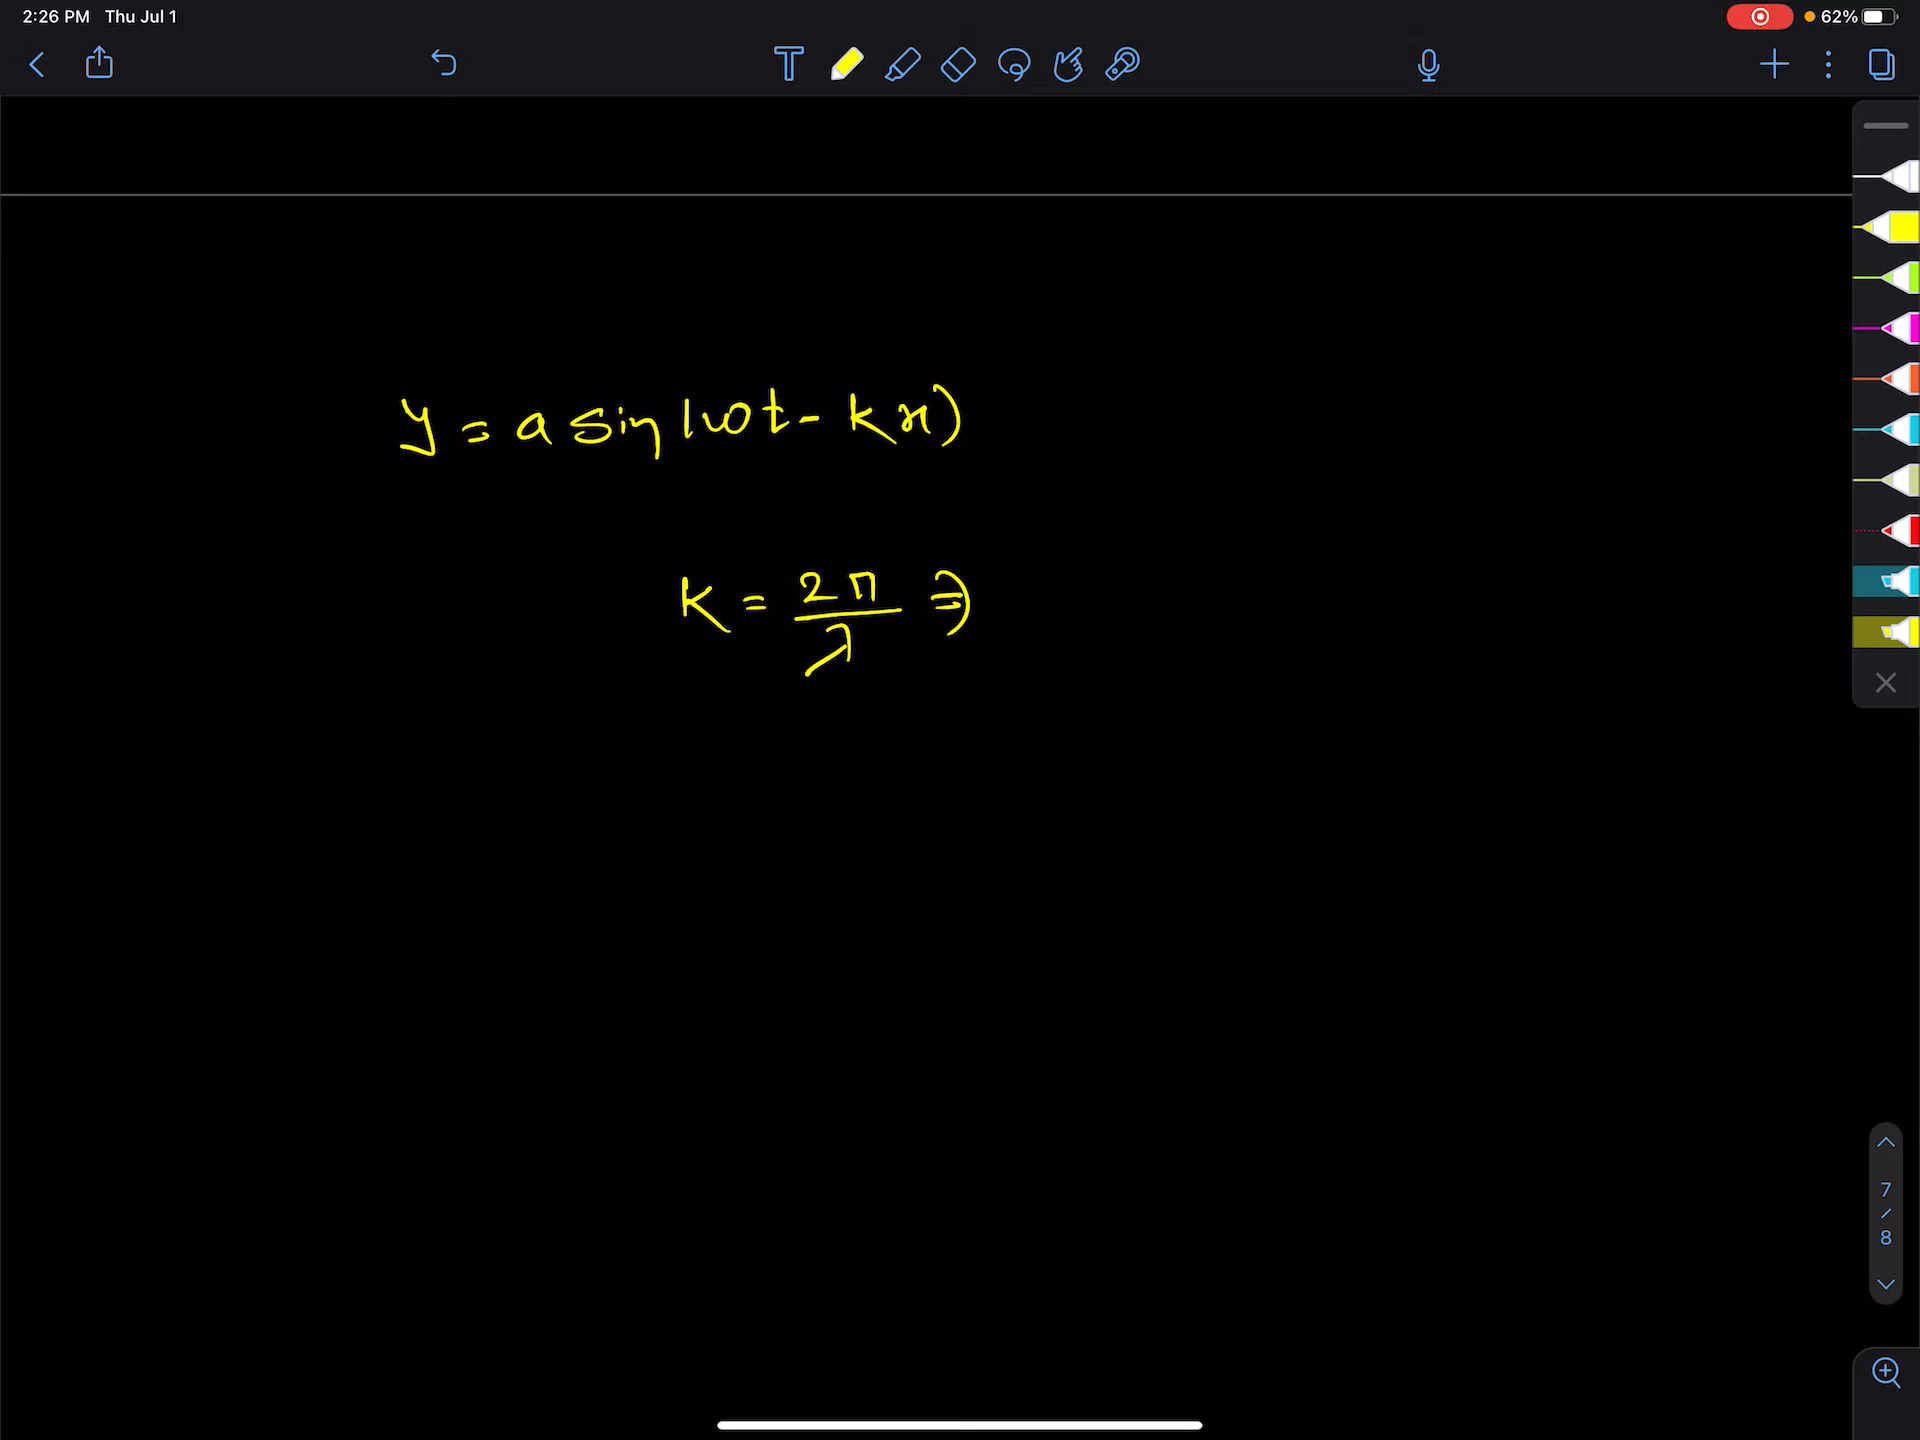 2:26 PM Thu Jul 1
62%
y = a sin(ωt - kx)
k = 2π/λ ⇒
7
/
8